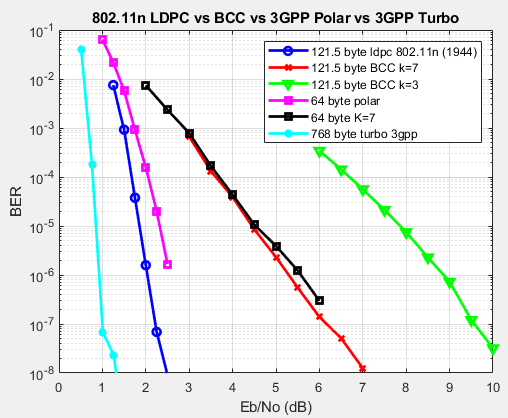 802.11n LDPC vs BCC vs 3GPP Polar vs 3GPP Turbo
121.5 byte ldpc 802.11n (1944)
121.5 byte BCC k=7
121.5 byte BCC k=3
64 byte polar
64 byte K=7
768 byte turbo 3gpp
BER
10^-1
10^-2
10^-3
10^-4
10^-5
10^-6
10^-7
10^-8
0 1 2 3 4 5 6 7 8 9 10
Eb/No (dB)